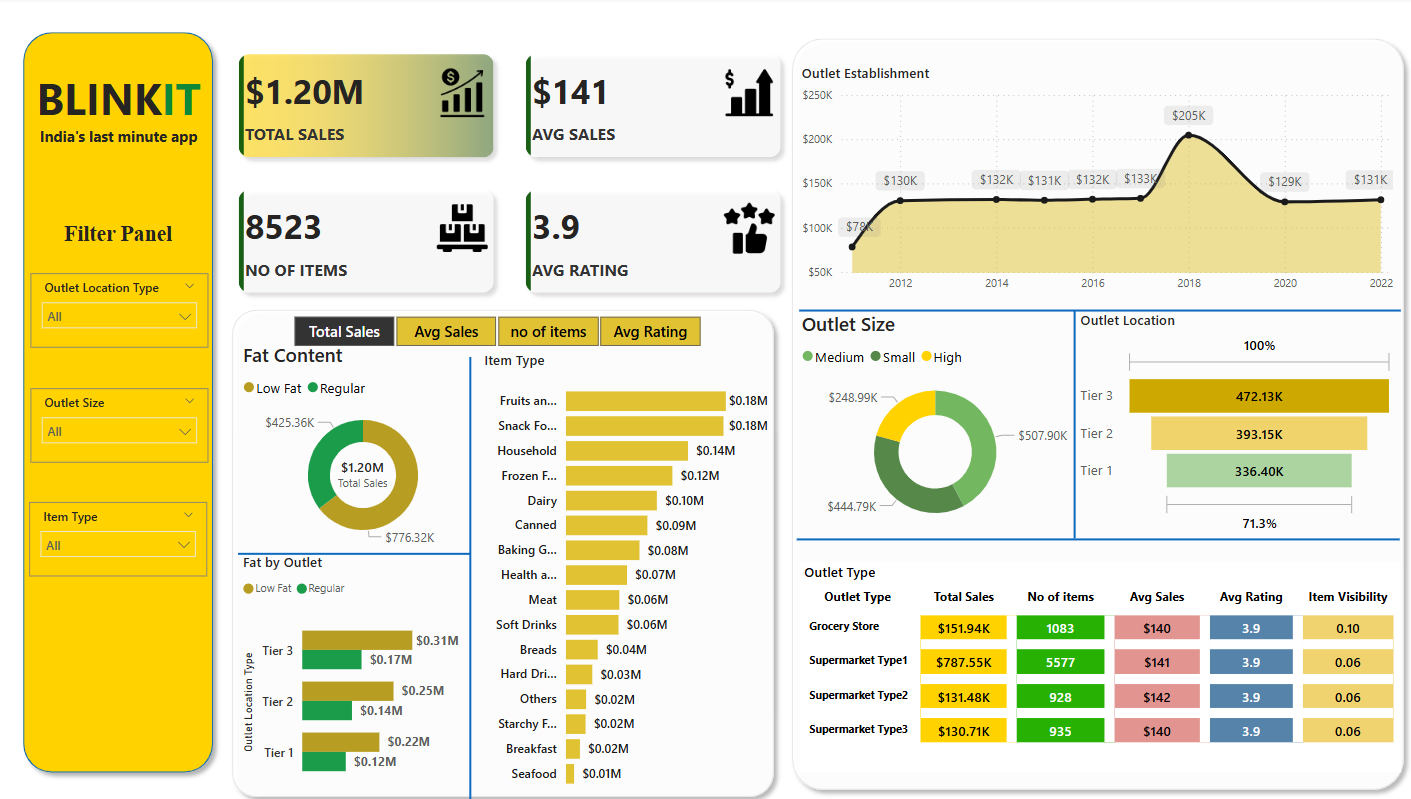 BLINKIT
India's last minute app
Filter Panel
Outlet Location Type
All
Outlet Size
All
Item Type
All
$1.20M
TOTAL SALES
$141
AVG SALES
8523
NO OF ITEMS
3.9
AVG RATING
Total Sales Avg Sales no of items Avg Rating
Fat Content
Low Fat Regular
$425.36K
$1.20M
Total Sales
$776.32K
Fat by Outlet
Low Fat Regular
Outlet Location Type
Tier 3 $0.31M
$0.17M
Tier 2 $0.25M
$0.14M
Tier 1 $0.22M
$0.12M
Item Type
Fruits an... $0.18M
Snack Fo... $0.18M
Household $0.14M
Frozen F... $0.12M
Dairy $0.10M
Canned $0.09M
Baking G... $0.08M
Health a... $0.07M
Meat $0.06M
Soft Drinks $0.06M
Breads $0.04M
Hard Dri... $0.03M
Others $0.02M
Starchy F... $0.02M
Breakfast $0.02M
Seafood $0.01M
Outlet Establishment
$250K
$200K
$150K
$100K
$50K
$78K $130K $132K $131K $132K $133K $205K $129K $131K
2012 2014 2016 2018 2020 2022
Outlet Size
Medium Small High
$248.99K
$507.90K
$444.79K
Outlet Location
100%
Tier 3 472.13K
Tier 2 393.15K
Tier 1 336.40K
71.3%
Outlet Type
Outlet Type Total Sales No of items Avg Sales Avg Rating Item Visibility
Grocery Store $151.94K 1083 $140 3.9 0.10
Supermarket Type1 $787.55K 5577 $141 3.9 0.06
Supermarket Type2 $131.48K 928 $142 3.9 0.06
Supermarket Type3 $130.71K 935 $140 3.9 0.06